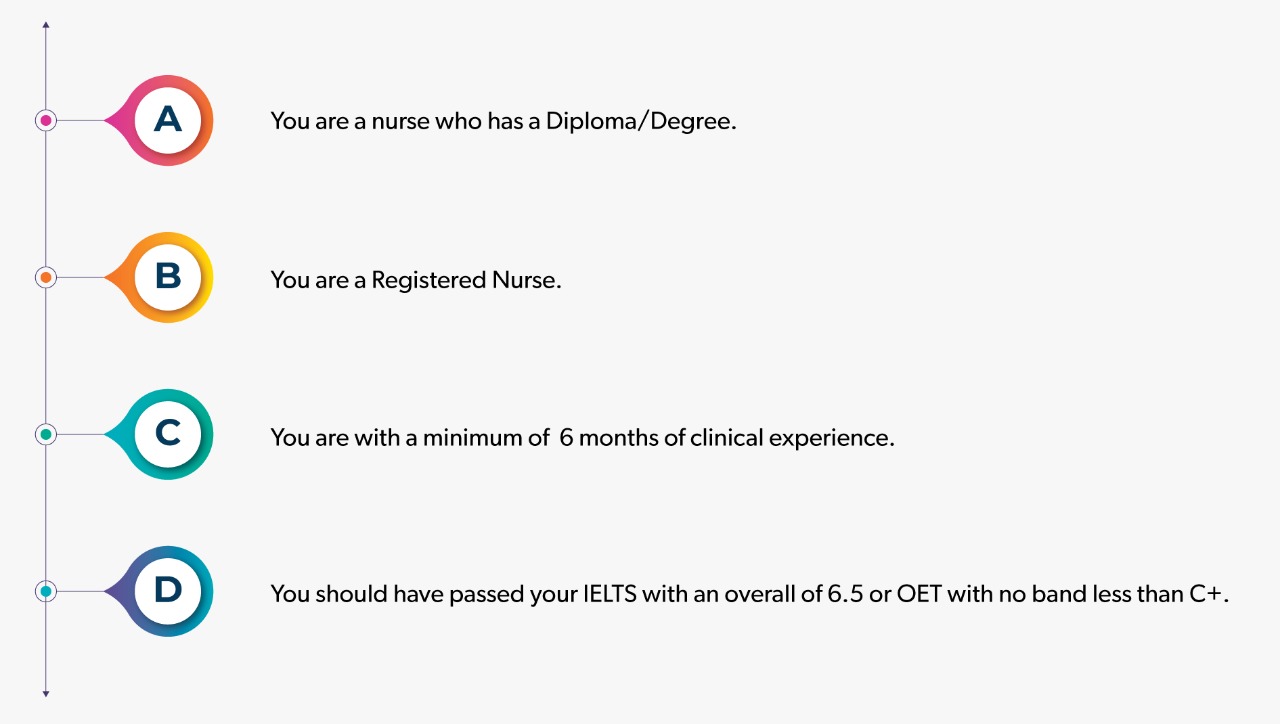 A
You are a nurse who has a Diploma/Degree.
B
You are a Registered Nurse.
C
You are with a minimum of  6 months of clinical experience.
D
You should have passed your IELTS with an overall of 6.5 or OET with no band less than C+.